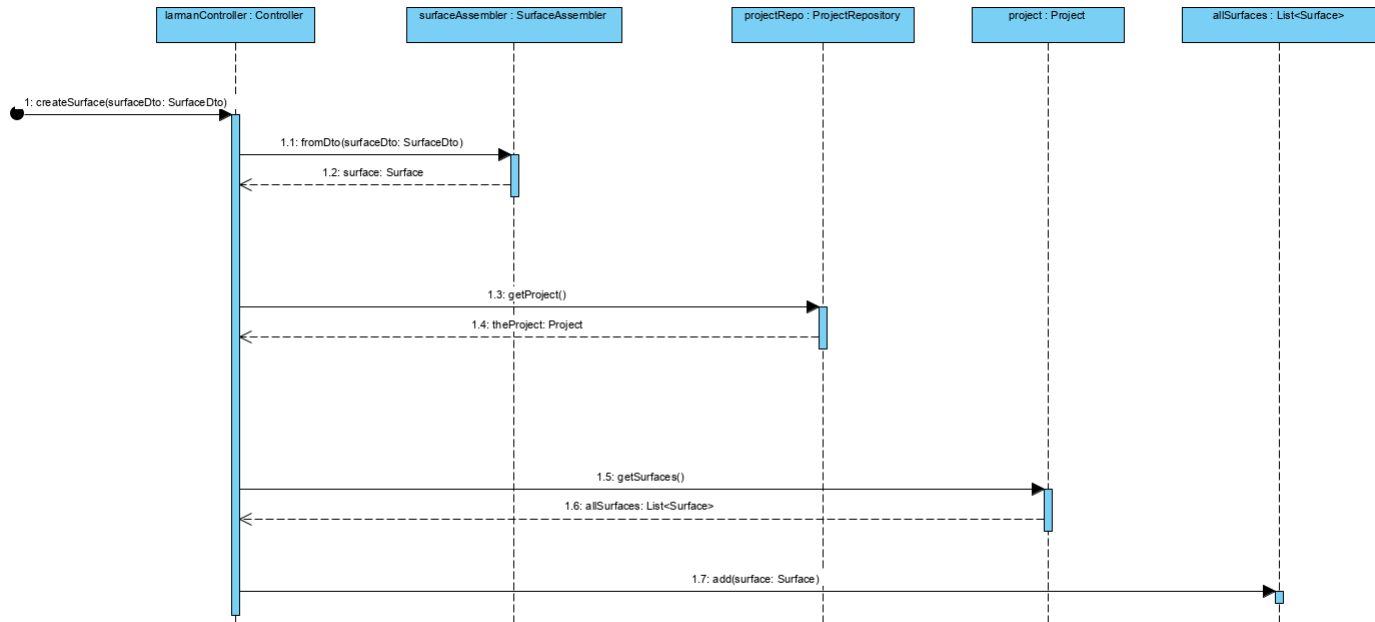 larmanController : Controller
surfaceAssembler : SurfaceAssembler
projectRepo : ProjectRepository
project : Project
allSurfaces : List<Surface>
1: createSurface(surfaceDto: SurfaceDto)
1.1: fromDto(surfaceDto: SurfaceDto)
1.2: surface: Surface
1.3: getProject()
1.4: theProject: Project
1.5: getSurfaces()
1.6: allSurfaces: List<Surface>
1.7: add(surface: Surface)